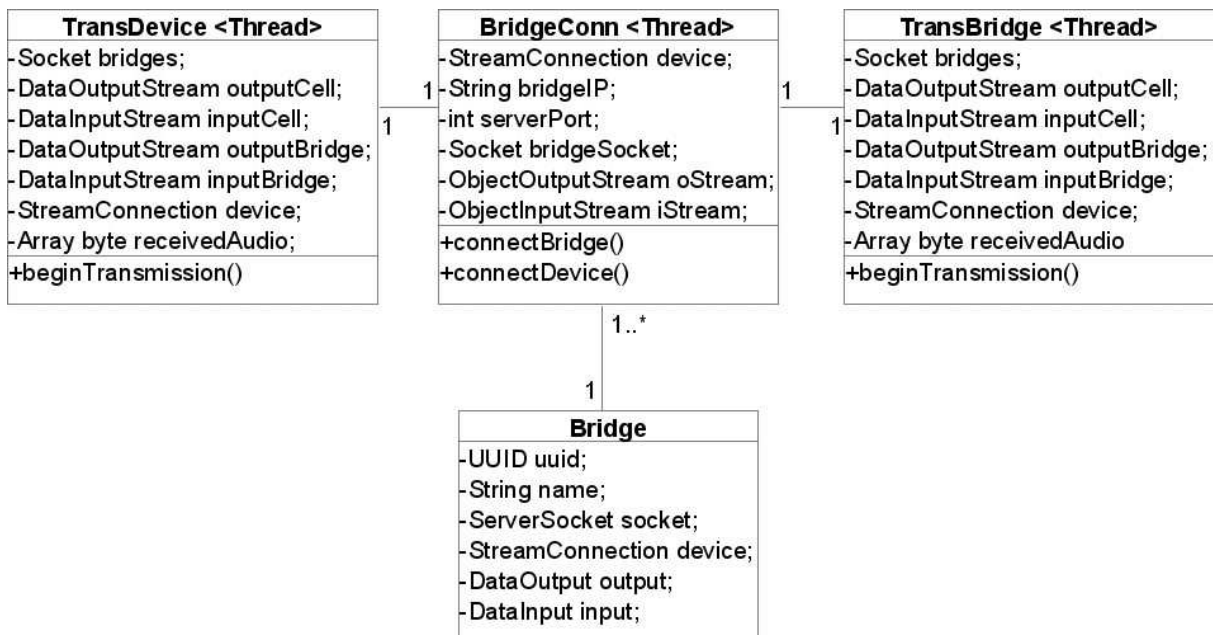 TransDevice <Thread>
-Socket bridges;
-DataOutputStream outputCell;
-DataInputStream inputCell;
-DataOutputStream outputBridge;
-DataInputStream inputBridge;
-StreamConnection device;
-Array byte receivedAudio;
+beginTransmission()
1
1
BridgeConn <Thread>
-StreamConnection device;
-String bridgeIP;
-int serverPort;
-Socket bridgeSocket;
-ObjectOutputStream oStream;
-ObjectInputStream iStream;
+connectBridge()
+connectDevice()
1
1
TransBridge <Thread>
-Socket bridges;
-DataOutputStream outputCell;
-DataInputStream inputCell;
-DataOutputStream outputBridge;
-DataInputStream inputBridge;
-StreamConnection device;
-Array byte receivedAudio
+beginTransmission()
1..*
1
Bridge
-UUID uuid;
-String name;
-ServerSocket socket;
-StreamConnection device;
-DataOutput output;
-DataInput input;